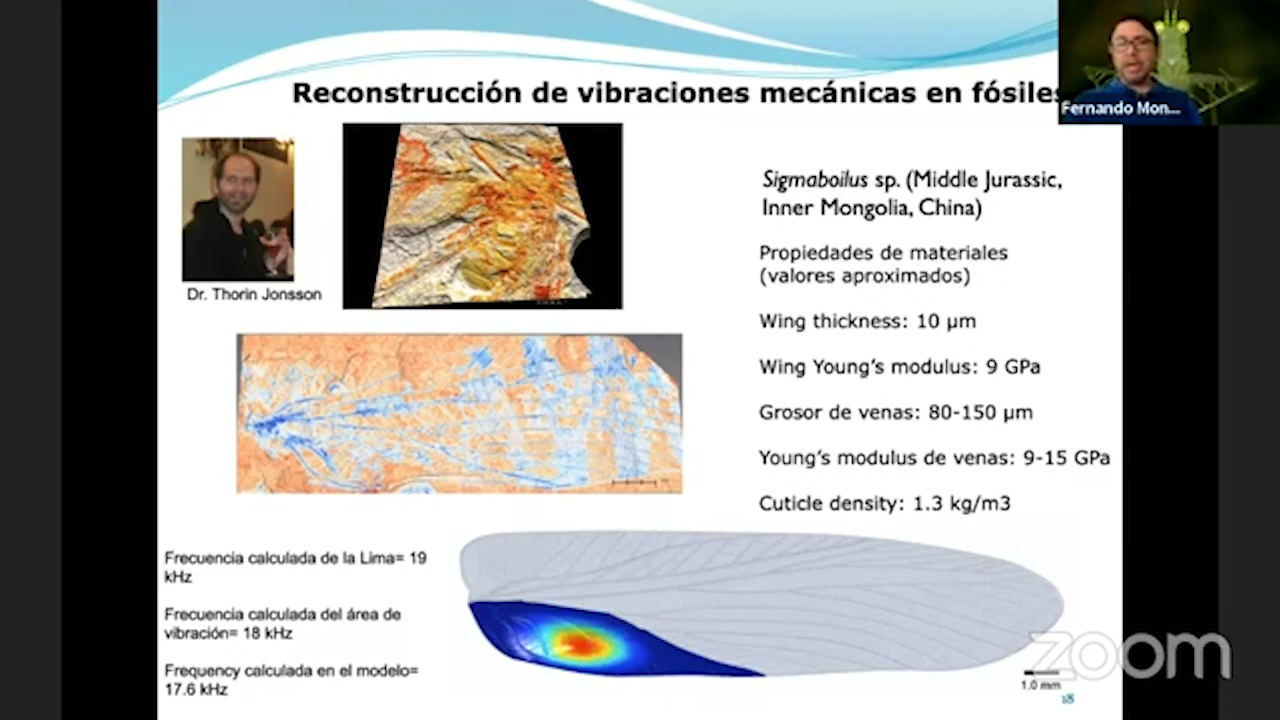 Reconstrucción de vibraciones mecánicas en fósiles
Fernando Mon...
Dr. Thorin Jonsson
Sigmaboilus sp. (Middle Jurassic,
Inner Mongolia, China)
Propiedades de materiales
(valores aproximados)
Wing thickness: 10 µm
Wing Young's modulus: 9 GPa
Grosor de venas: 80-150 µm
Young's modulus de venas: 9-15 GPa
Cuticle density: 1.3 kg/m3
Frecuencia calculada de la Lima= 19
kHz
Frecuencia calculada del área de
vibración= 18 kHz
Frequency calculada en el modelo=
17.6 kHz
1.0 mm
zoom
18